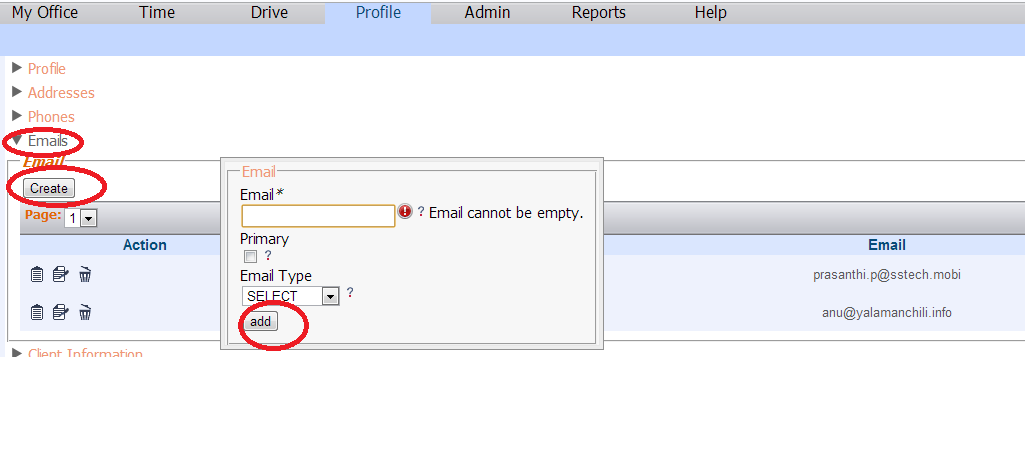 My Office Time Drive Profile Admin Reports Help
Profile
Addresses
Phones
Emails
Email
Create
Page: 1
Action Email
prasanthi.p@sstech.mobi
anu@yalamanchili.info
Client Information
Email
Email*
? Email cannot be empty.
Primary
?
Email Type
SELECT ?
add